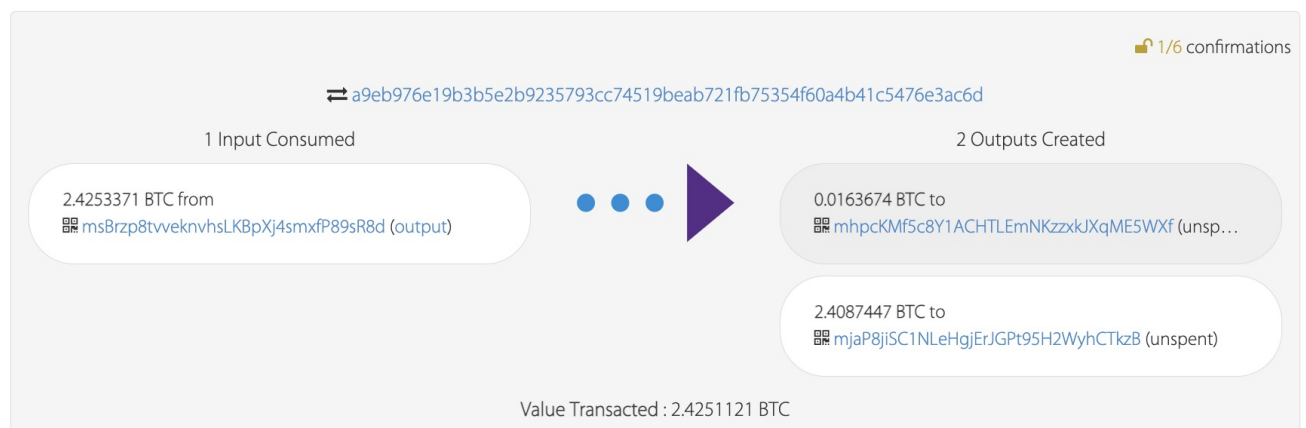 1/6 confirmations
a9eb976e19b3b5e2b9235793cc74519beab721fb75354f60a4b41c5476e3ac6d
1 Input Consumed
2.4253371 BTC from
msBrzp8tvveknvhsLKBpXj4smxfP89sR8d (output)
2 Outputs Created
0.0163674 BTC to
mhpcKMf5c8Y1ACHTLEmNKzzxkJXqME5WXf (unsp…
2.4087447 BTC to
mjaP8jiSC1NLeHgjErJGPt95H2WyhCTkzB (unspent)
Value Transacted : 2.4251121 BTC